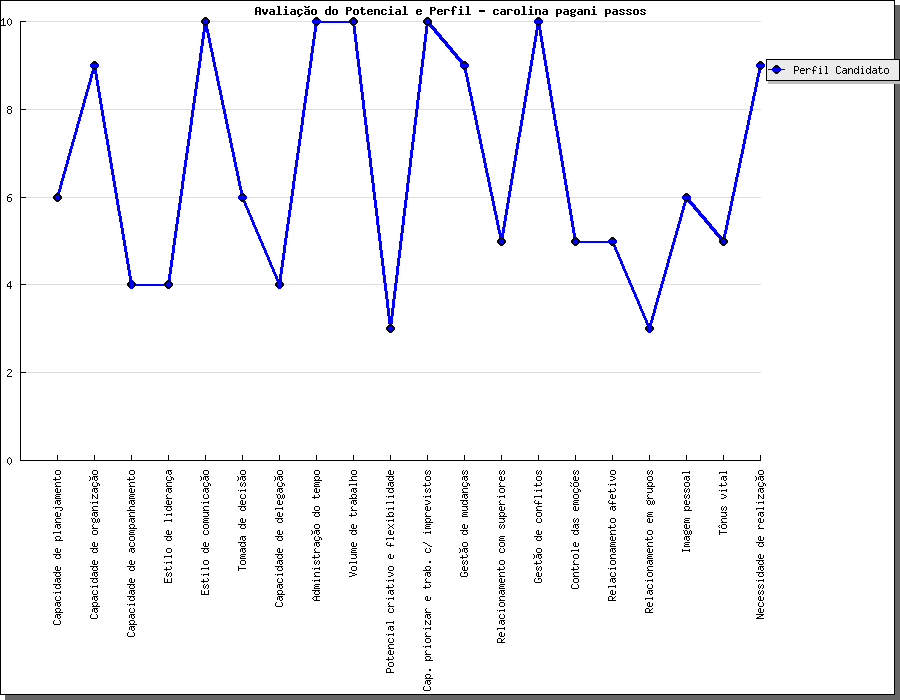 Avaliação do Potencial e Perfil - carolina pagani passos
10
8
6
4
2
0
Perfil Candidato
Capacidade de planejamento
Capacidade de organização
Capacidade de acompanhamento
Estilo de liderança
Estilo de comunicação
Tomada de decisão
Capacidade de delegação
Administração do tempo
Volume de trabalho
Potencial criativo e flexibilidade
Cap. priorizar e trab. c/ imprevistos
Gestão de mudanças
Relacionamento com superiores
Gestão de conflitos
Controle das emoções
Relacionamento afetivo
Relacionamento em grupos
Imagem pessoal
Tônus vital
Necessidade de realização